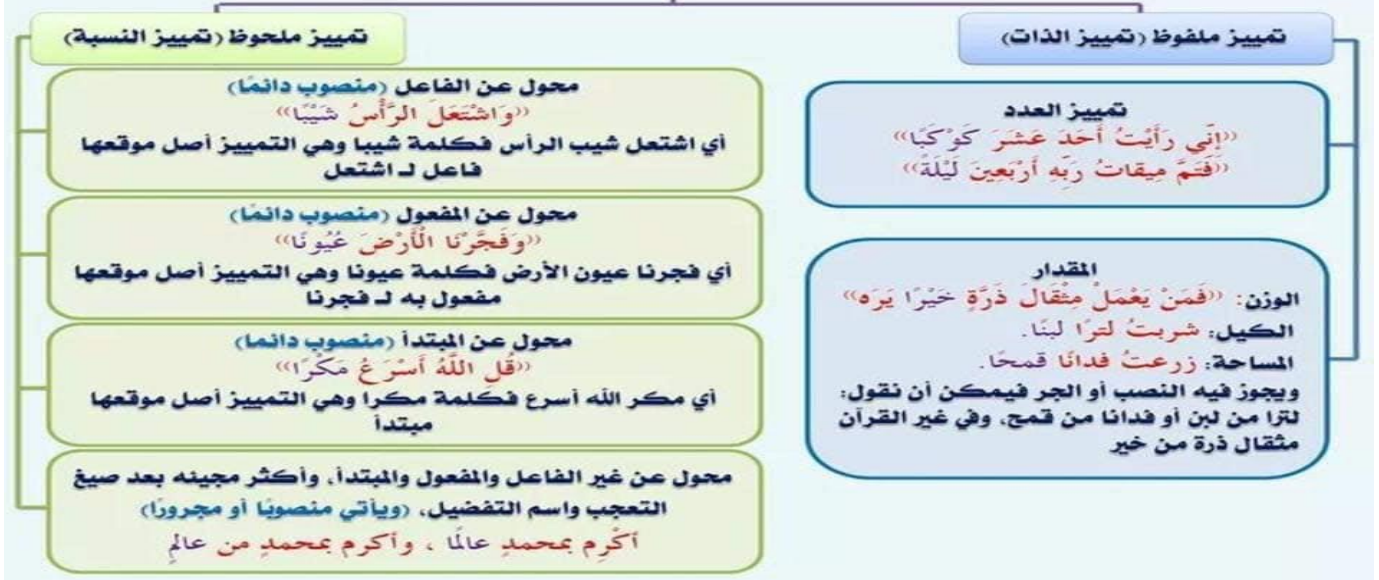 تمييز ملفوظ (تمييز الذات)
تمييز العدد
«إِنِّي رَأَيْتُ أَحَدَ عَشَرَ كَوْكَبًا»
«فَتَمَّ مِيقَاتُ رَبِّهِ أَرْبَعِينَ لَيْلَةً»
المقدار
الوزن: «فَمَنْ يَعْمَلْ مِثْقَالَ ذَرَّةٍ خَيْرًا يَرَه»
الكيل: شربتُ لترًا لبنًا.
المساحة: زرعتُ فدانًا قمحًا.
ويجوز فيه النصب أو الجر فيمكن أن نقول:
لترا من لبن أو فدانا من قمح، وفي غير القرآن
مثقال ذرة من خير
تمييز ملحوظ (تمييز النسبة)
محول عن الفاعل (منصوب دائمًا)
«وَاشْتَعَلَ الرَّأْسُ شَيْبًا»
أي اشتعل شيب الرأس فكلمة شيبا وهي التمييز أصل موقعها
فاعل لـ اشتعل
محول عن المفعول (منصوب دائمًا)
«وَفَجَّرْنَا الْأَرْضَ عُيُونًا»
أي فجرنا عيون الأرض فكلمة عيونا وهي التمييز أصل موقعها
مفعول به لـ فجرنا
محول عن المبتدأ (منصوب دائما)
«قُلِ اللَّهُ أَسْرَعُ مَكْرًا»
أي مكر الله أسرع فكلمة مكرا وهي التمييز أصل موقعها
مبتدأ
محول عن غير الفاعل والمفعول والمبتدأ، وأكثر مجيئه بعد صيغ
التعجب واسم التفضيل، (ويأتي منصوبًا أو مجرورًا)
أكْرِم بمحمدٍ عالمًا ، وأكرم بمحمدٍ من عالمٍ